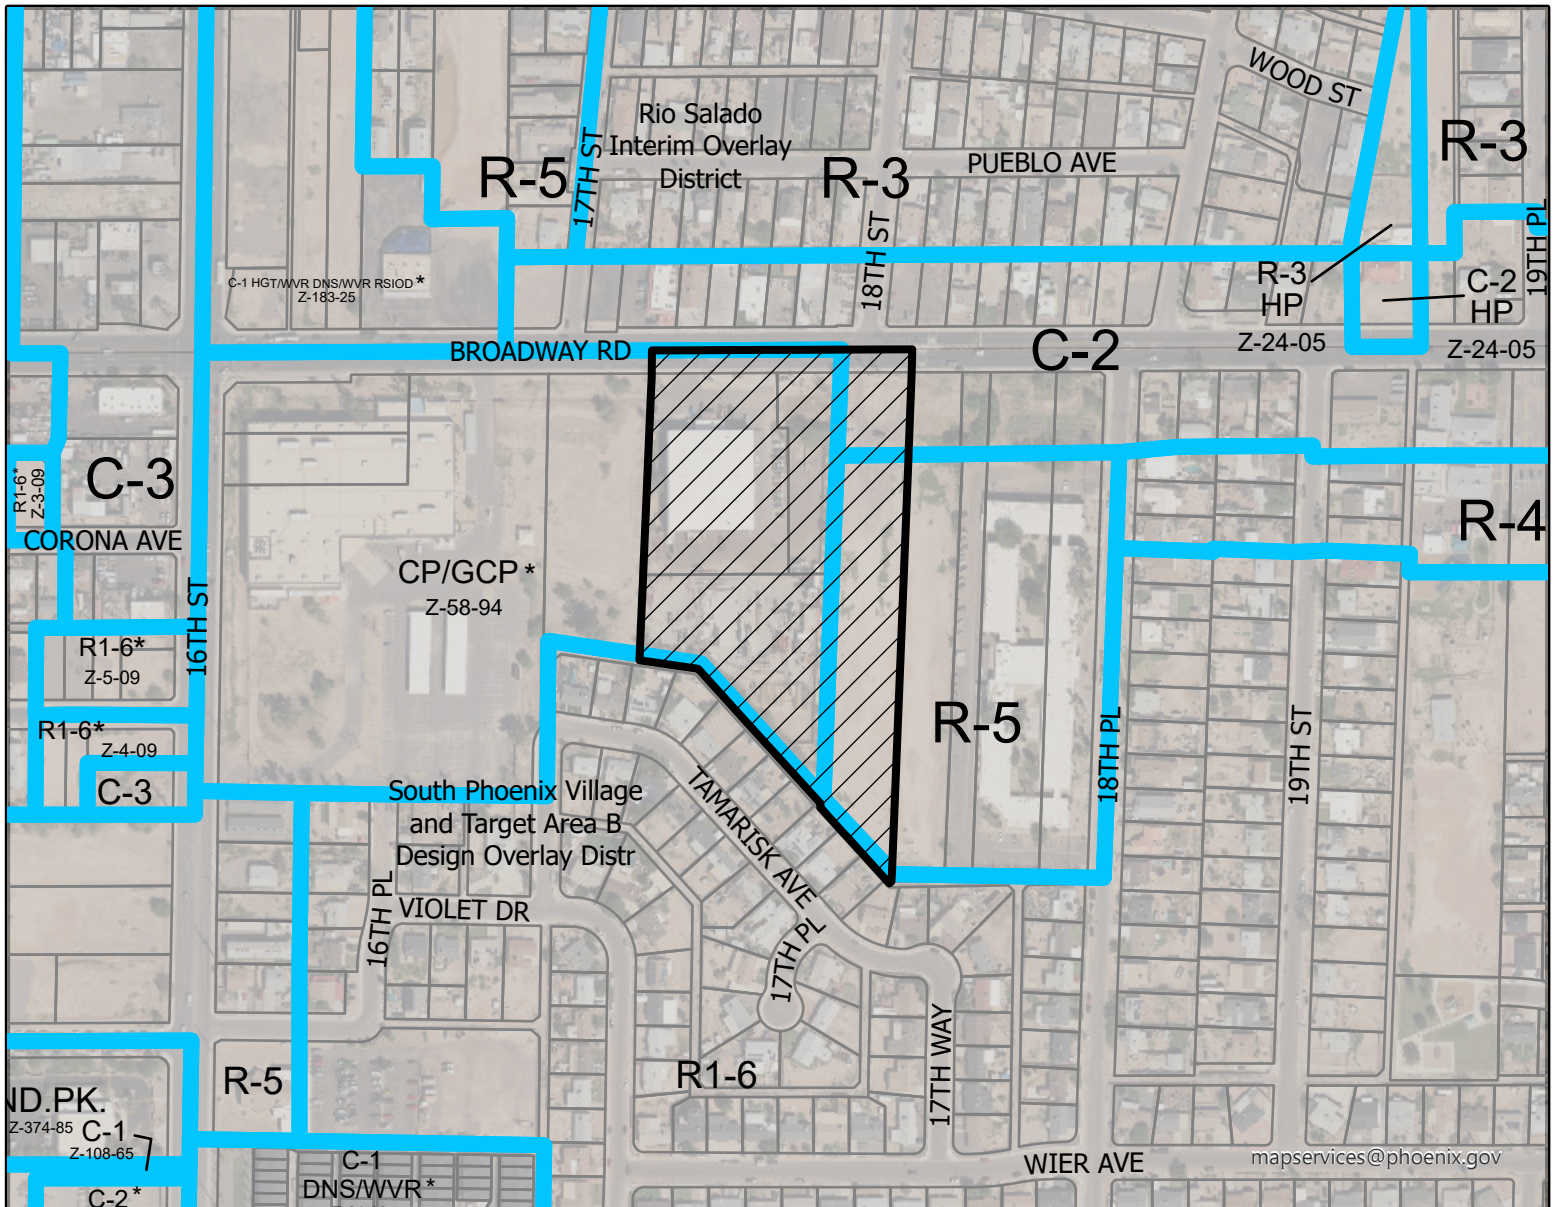 WOOD ST
Rio Salado
Interim Overlay
District
17TH ST
R-5
R-3
PUEBLO AVE
R-3
18TH ST
19TH PL
C-1 HGT/WVR DNS/WVR RSIOD *
Z-183-25
R-3
HP
Z-24-05
C-2
HP
Z-24-05
BROADWAY RD
C-2
C-3
R1-6*
Z-3-09
CORONA AVE
R-4
CP/GCP *
Z-58-94
16TH ST
R1-6*
Z-5-09
R1-6*
Z-4-09
C-3
R-5
18TH PL
19TH ST
South Phoenix Village
and Target Area B
Design Overlay Distr
TAMARISK AVE
16TH PL
VIOLET DR
17TH PL
17TH WAY
R-5
R1-6
ND.PK.
Z-374-85
C-1
Z-108-65
C-1
DNS/WVR *
C-2 *
WIER AVE
mapservices@phoenix.gov